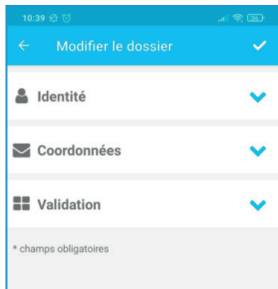 10:39
Modifier le dossier
Identité
Coordonnées
Validation
* champs obligatoires